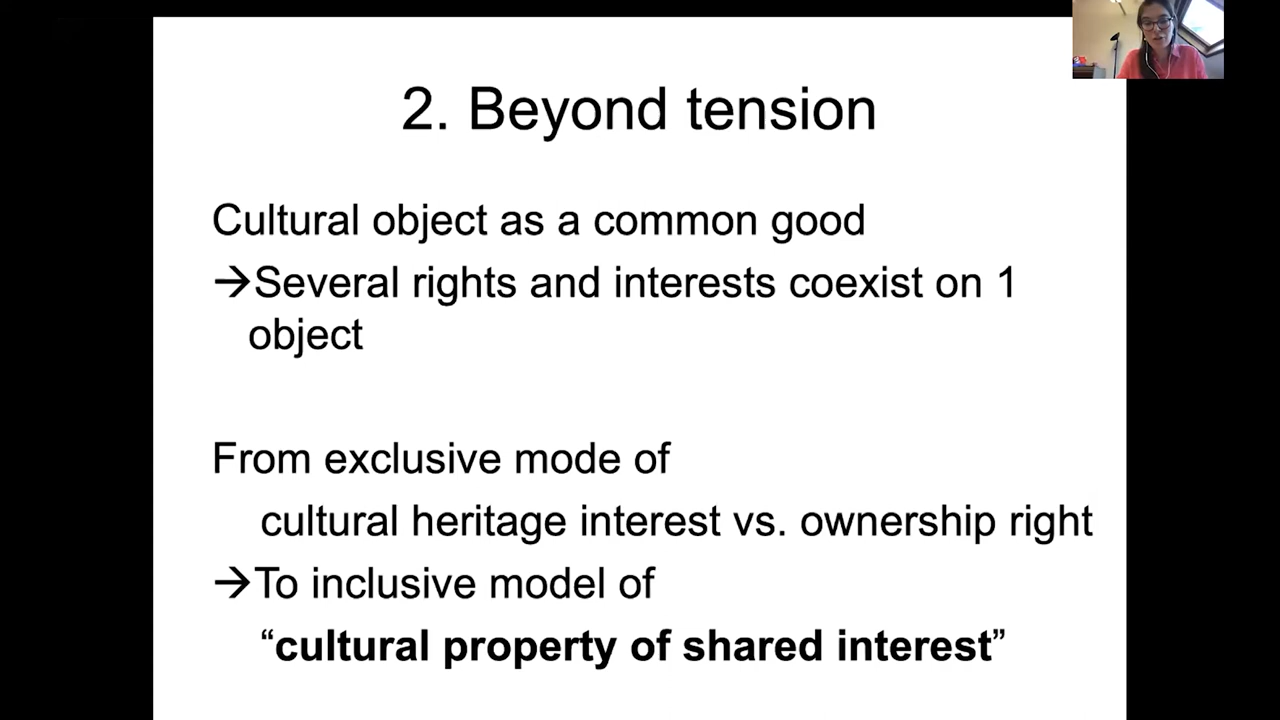 2. Beyond tension
Cultural object as a common good
→Several rights and interests coexist on 1
object
From exclusive mode of
cultural heritage interest vs. ownership right
→To inclusive model of
“cultural property of shared interest”